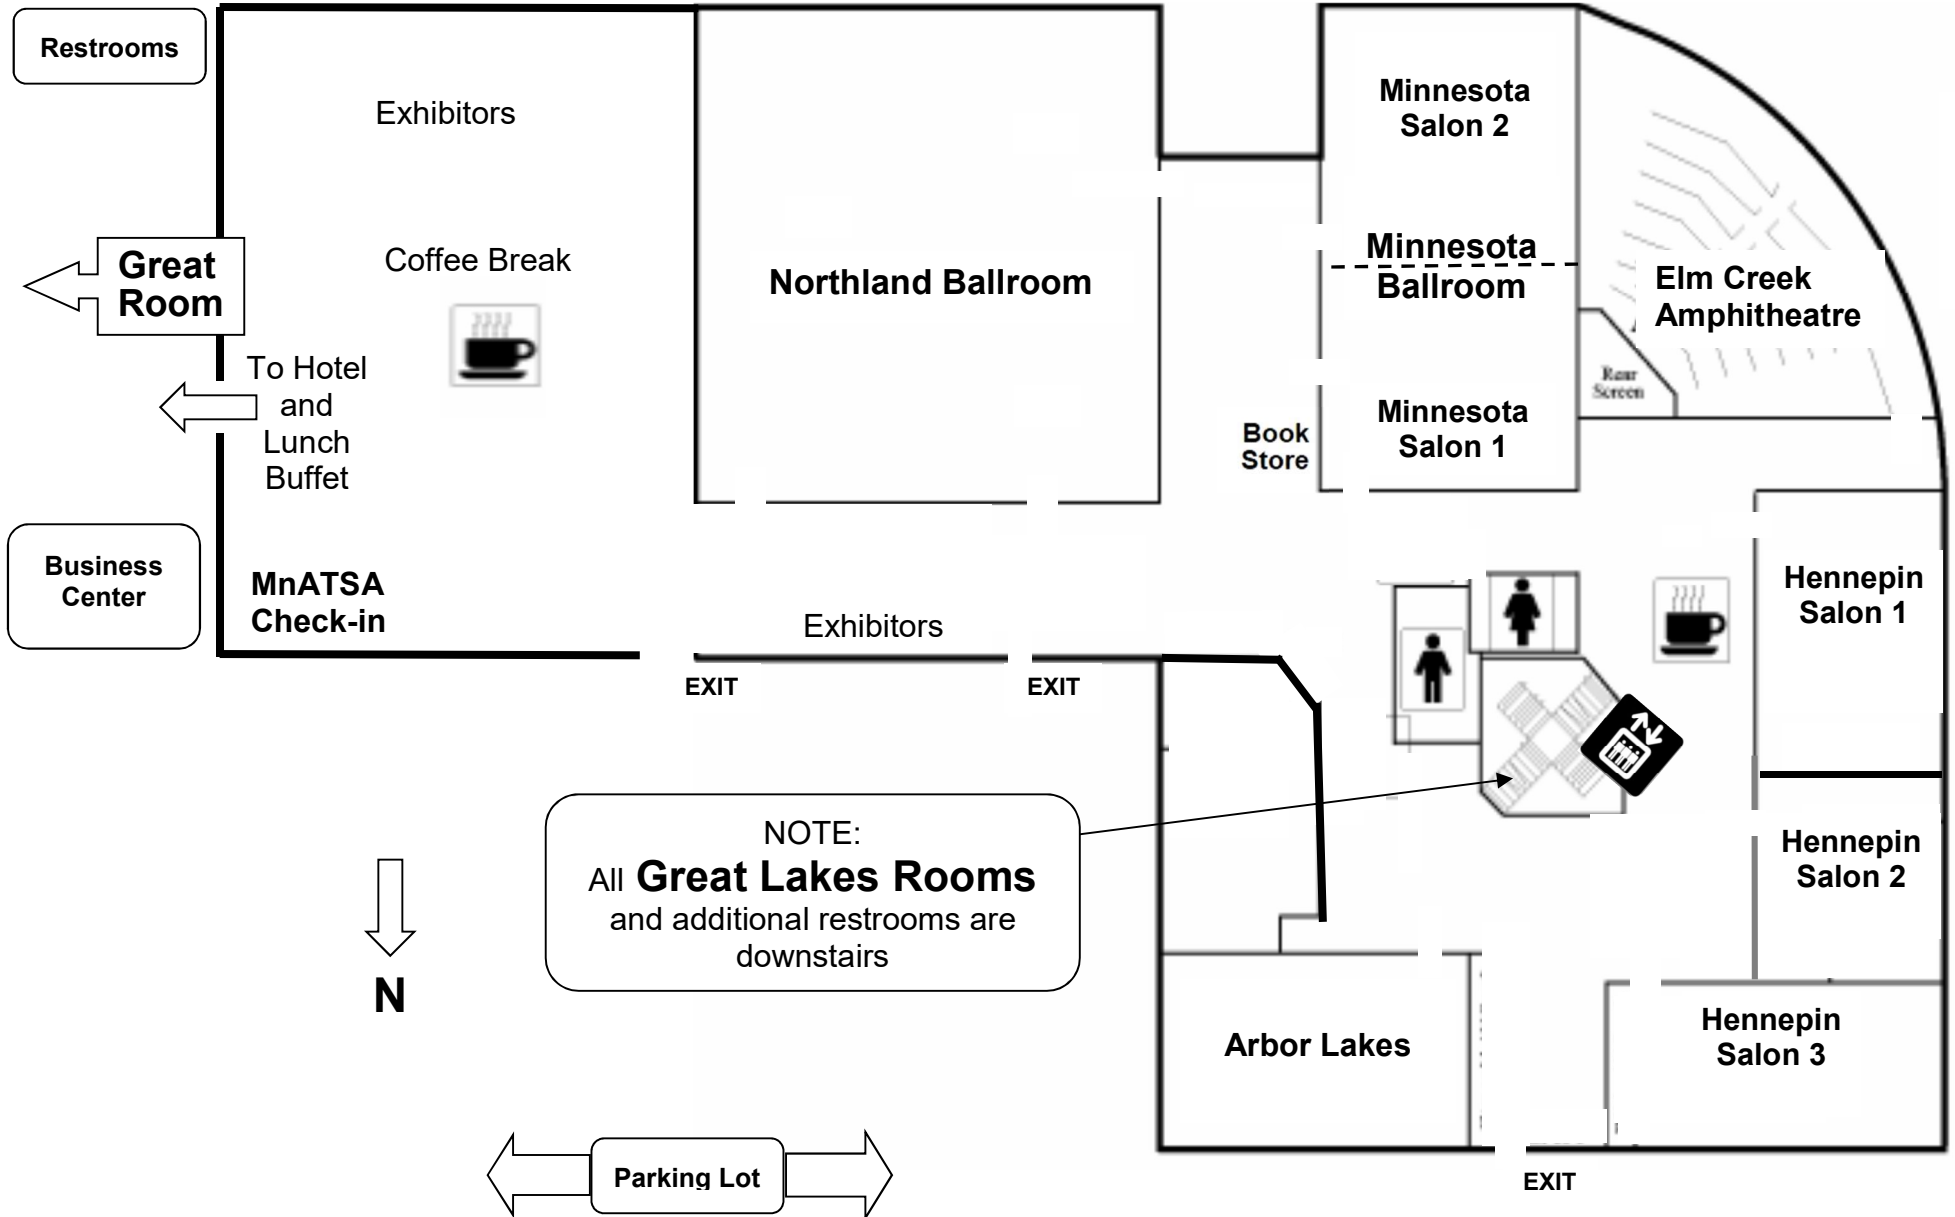 Restrooms
Exhibitors
Minnesota
Salon 2
Great
Room
Coffee Break
Northland Ballroom
Minnesota
Ballroom
Elm Creek
Amphitheatre
To Hotel
and
Lunch
Buffet
Rear
Screen
Minnesota
Salon 1
Book
Store
Business
Center
MnATSA
Check-in
Exhibitors
Hennepin
Salon 1
EXIT
EXIT
NOTE:
All Great Lakes Rooms
and additional restrooms are
downstairs
Hennepin
Salon 2
N
Arbor Lakes
Hennepin
Salon 3
Parking Lot
EXIT